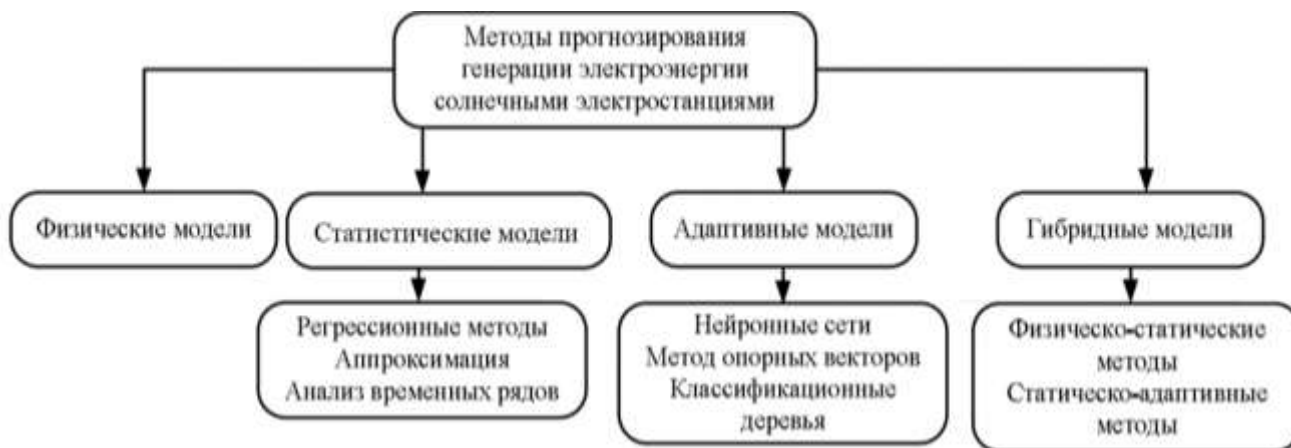 Методы прогнозирования
генерации электроэнергии
солнечными электростанциями
Физические модели
Статистические модели
Адаптивные модели
Гибридные модели
Регрессионные методы
Аппроксимация
Анализ временных рядов
Нейронные сети
Метод опорных векторов
Классификационные
деревья
Физическо-статические
методы
Статическо-адаптивные
методы